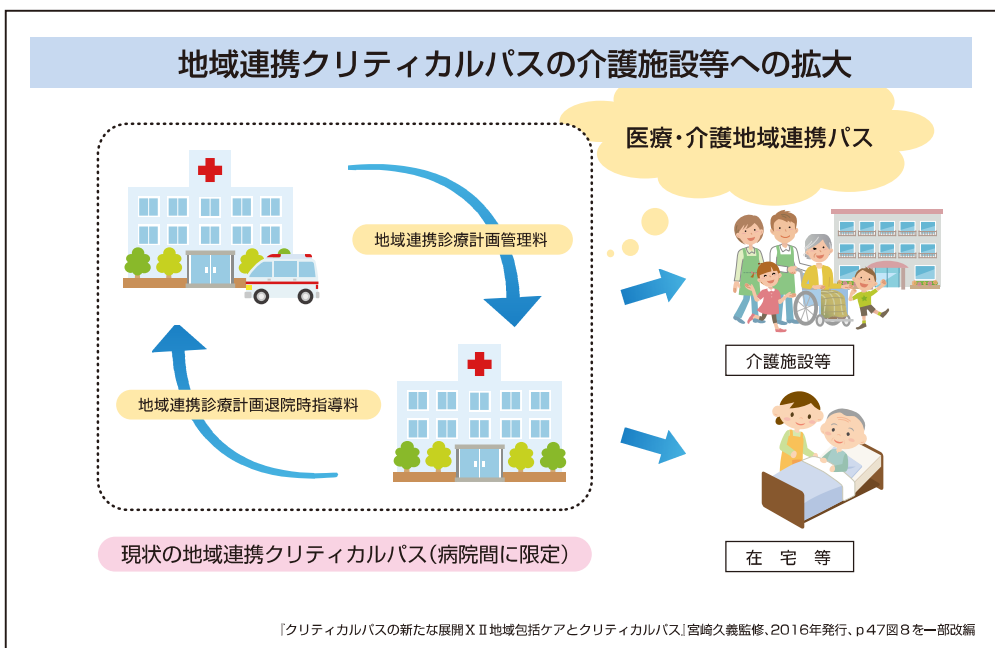 地域連携クリティカルパスの介護施設等への拡大
医療・介護地域連携パス
地域連携診療計画管理料
地域連携診療計画退院時指導料
介護施設等
現状の地域連携クリティカルパス(病院間に限定)
在 宅 等
『クリティカルパスの新たな展開ⅩⅡ地域包括ケアとクリティカルパス』宮崎久義監修、2016年発行、p47図8を一部改編